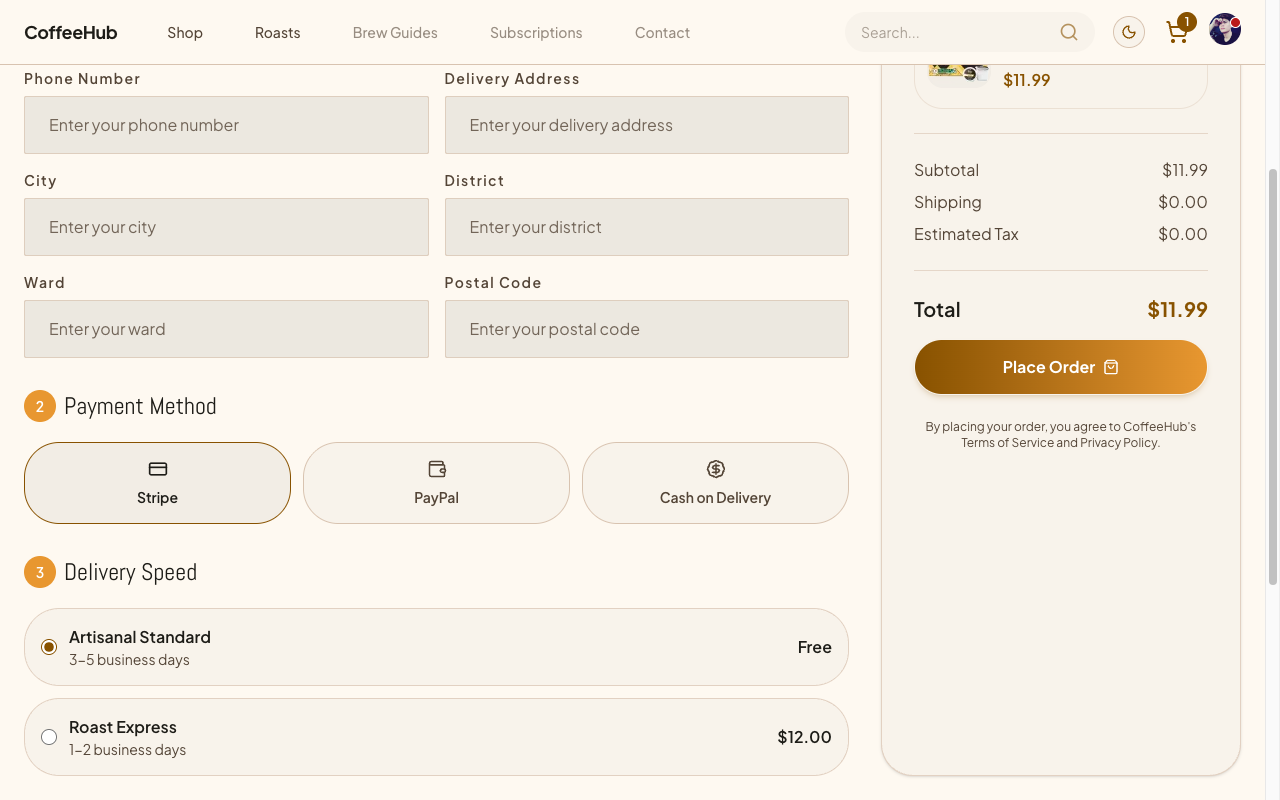 CoffeeHub
Shop
Roasts
Brew Guides
Subscriptions
Contact
Search...
1
Phone Number
Delivery Address
Enter your phone number
Enter your delivery address
City
District
Enter your city
Enter your district
Ward
Postal Code
Enter your ward
Enter your postal code
2
Payment Method
Stripe
PayPal
Cash on Delivery
3
Delivery Speed
Artisanal Standard
3–5 business days
Free
Roast Express
1–2 business days
$12.00
$11.99
Subtotal
$11.99
Shipping
$0.00
Estimated Tax
$0.00
Total
$11.99
Place Order
By placing your order, you agree to CoffeeHub's
Terms of Service and Privacy Policy.